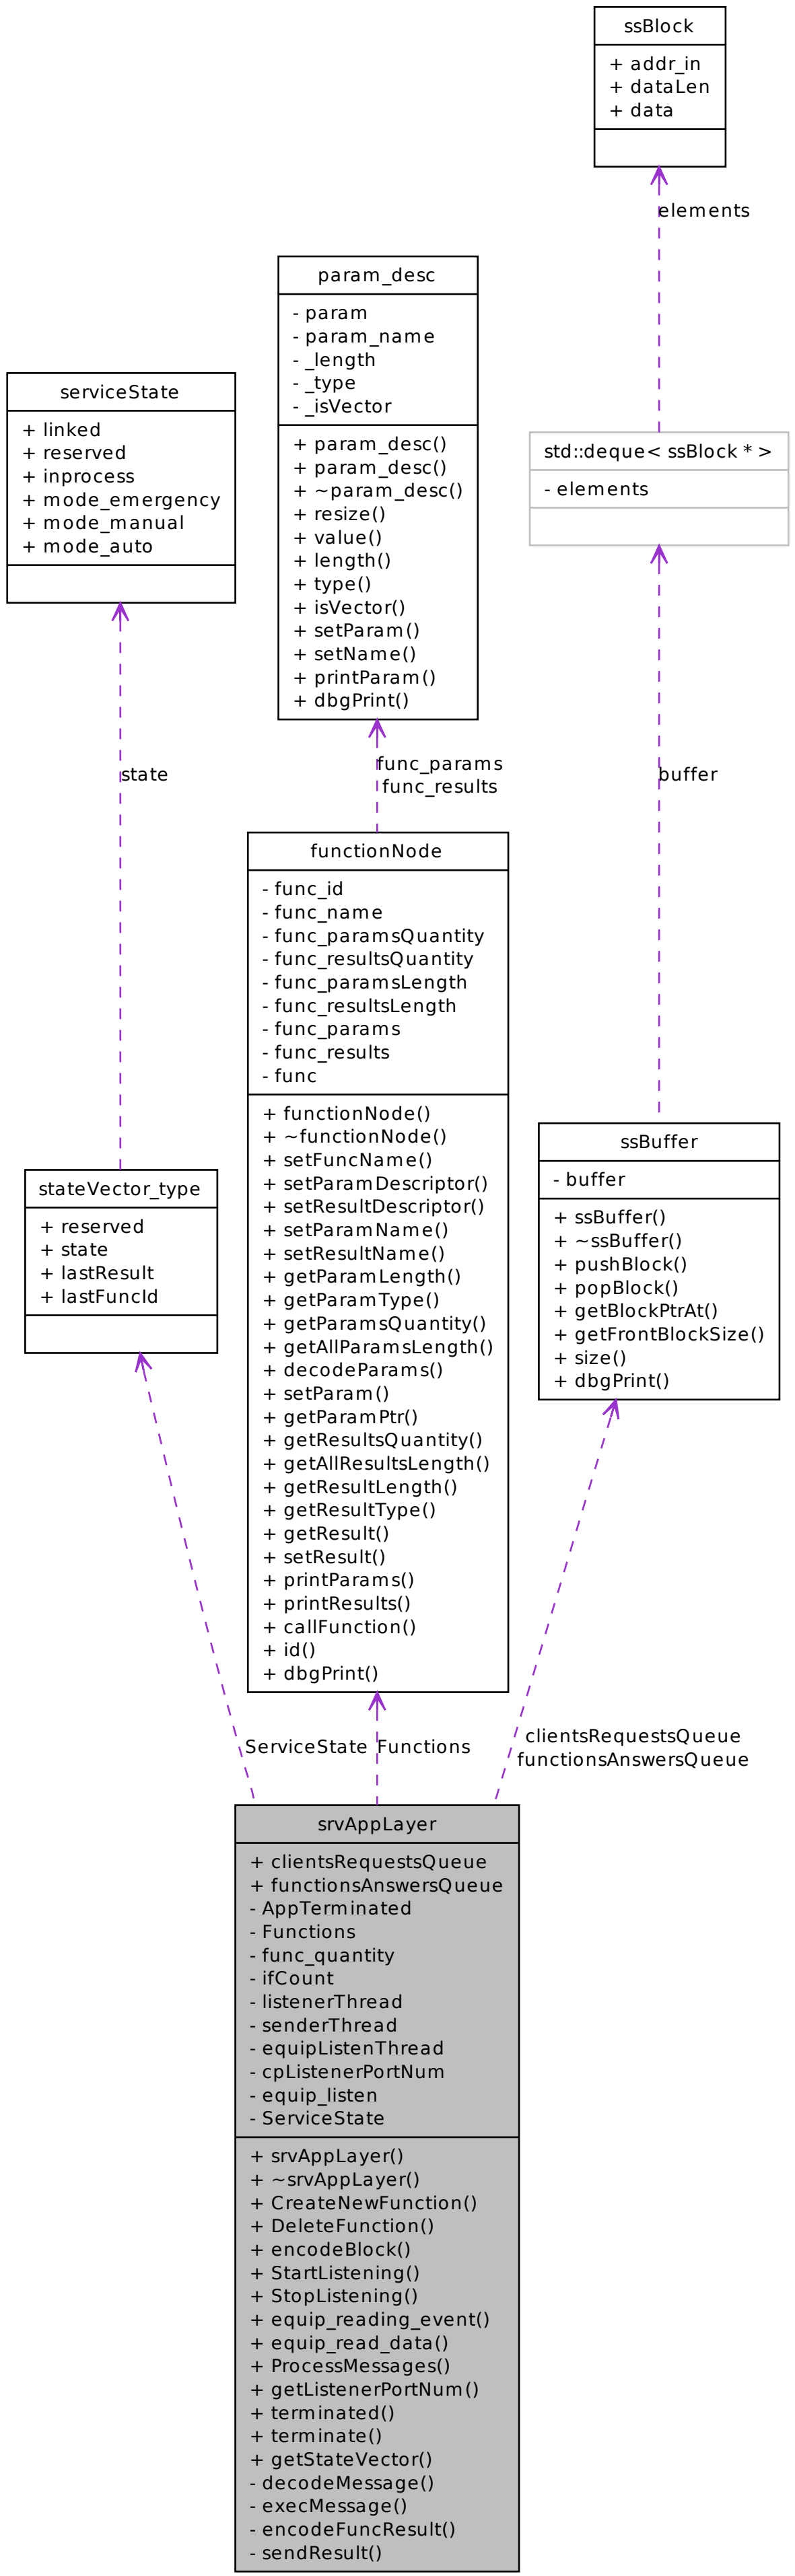 ssBlock
+ addr_in
+ dataLen
+ data
elements
param_desc
- param
- param_name
- _length
- _type
- _isVector
+ param_desc()
+ param_desc()
+ ~param_desc()
+ resize()
+ value()
+ length()
+ type()
+ isVector()
+ setParam()
+ setName()
+ printParam()
+ dbgPrint()
serviceState
+ linked
+ reserved
+ inprocess
+ mode_emergency
+ mode_manual
+ mode_auto
std::deque< ssBlock * >
- elements
state
func_params
func_results
buffer
functionNode
- func_id
- func_name
- func_paramsQuantity
- func_resultsQuantity
- func_paramsLength
- func_resultsLength
- func_params
- func_results
- func
+ functionNode()
+ ~functionNode()
+ setFuncName()
+ setParamDescriptor()
+ setResultDescriptor()
+ setParamName()
+ setResultName()
+ getParamLength()
+ getParamType()
+ getParamsQuantity()
+ getAllParamsLength()
+ decodeParams()
+ setParam()
+ getParamPtr()
+ getResultsQuantity()
+ getAllResultsLength()
+ getResultLength()
+ getResultType()
+ getResult()
+ setResult()
+ printParams()
+ printResults()
+ callFunction()
+ id()
+ dbgPrint()
stateVector_type
+ reserved
+ state
+ lastResult
+ lastFuncId
ssBuffer
- buffer
+ ssBuffer()
+ ~ssBuffer()
+ pushBlock()
+ popBlock()
+ getBlockPtrAt()
+ getFrontBlockSize()
+ size()
+ dbgPrint()
ServiceState
Functions
clientsRequestsQueue
functionsAnswersQueue
srvAppLayer
+ clientsRequestsQueue
+ functionsAnswersQueue
- AppTerminated
- Functions
- func_quantity
- ifCount
- listenerThread
- senderThread
- equipListenThread
- cpListenerPortNum
- equip_listen
- ServiceState
+ srvAppLayer()
+ ~srvAppLayer()
+ CreateNewFunction()
+ DeleteFunction()
+ encodeBlock()
+ StartListening()
+ StopListening()
+ equip_reading_event()
+ equip_read_data()
+ ProcessMessages()
+ getListenerPortNum()
+ terminated()
+ terminate()
+ getStateVector()
- decodeMessage()
- execMessage()
- encodeFuncResult()
- sendResult()